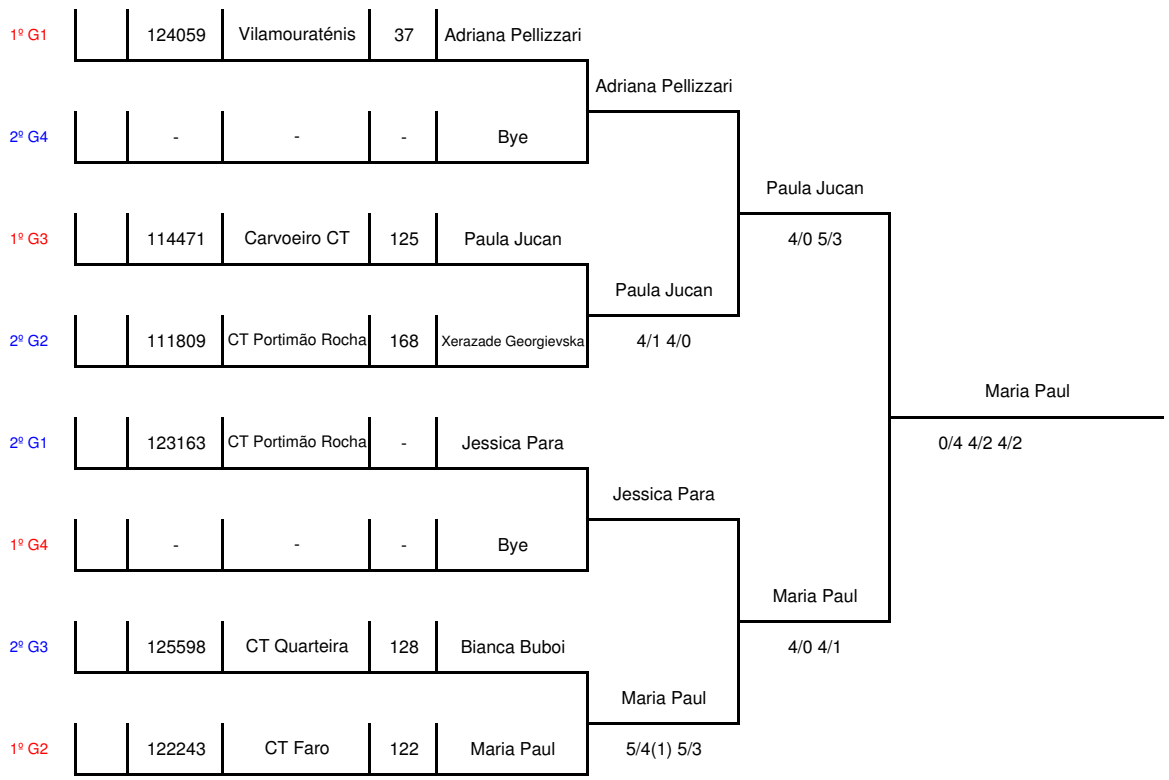 1º G1 124059 Vilamouraténis 37 Adriana Pellizzari
Adriana Pellizzari
2º G4 - - - Bye
Paula Jucan
1º G3 114471 Carvoeiro CT 125 Paula Jucan 4/0 5/3
Paula Jucan
2º G2 111809 CT Portimão Rocha 168 Xerazade Georgievska 4/1 4/0
Maria Paul
2º G1 123163 CT Portimão Rocha - Jessica Para 0/4 4/2 4/2
Jessica Para
1º G4 - - - Bye
Maria Paul
2º G3 125598 CT Quarteira 128 Bianca Buboi 4/0 4/1
Maria Paul
1º G2 122243 CT Faro 122 Maria Paul 5/4(1) 5/3